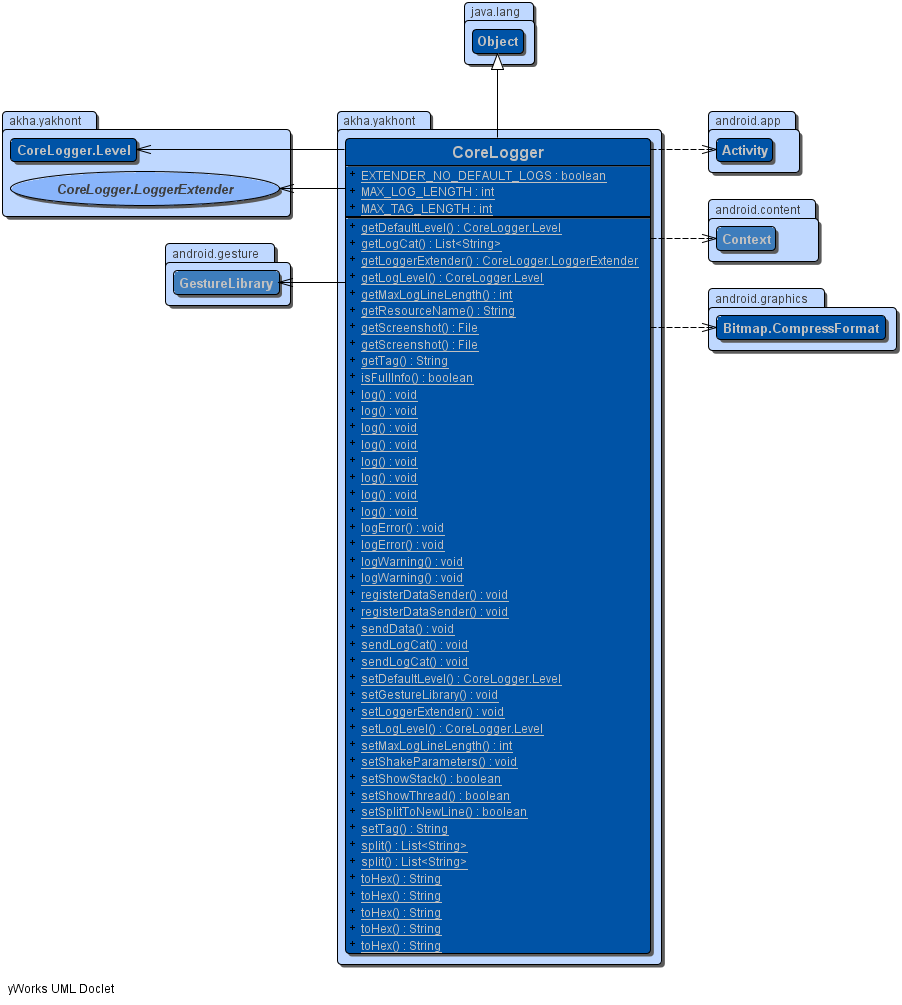 java.lang
Object
akha.yakhont
CoreLogger.Level
CoreLogger.LoggerExtender
android.gesture
GestureLibrary
akha.yakhont
CoreLogger
+ EXTENDER_NO_DEFAULT_LOGS : boolean
+ MAX_LOG_LENGTH : int
+ MAX_TAG_LENGTH : int
+ getDefaultLevel() : CoreLogger.Level
+ getLogCat() : List<String>
+ getLoggerExtender() : CoreLogger.LoggerExtender
+ getLogLevel() : CoreLogger.Level
+ getMaxLogLineLength() : int
+ getResourceName() : String
+ getScreenshot() : File
+ getScreenshot() : File
+ getTag() : String
+ isFullInfo() : boolean
+ log() : void
+ log() : void
+ log() : void
+ log() : void
+ log() : void
+ log() : void
+ log() : void
+ log() : void
+ logError() : void
+ logError() : void
+ logWarning() : void
+ logWarning() : void
+ registerDataSender() : void
+ registerDataSender() : void
+ sendData() : void
+ sendLogCat() : void
+ sendLogCat() : void
+ setDefaultLevel() : CoreLogger.Level
+ setGestureLibrary() : void
+ setLoggerExtender() : void
+ setLogLevel() : CoreLogger.Level
+ setMaxLogLineLength() : int
+ setShakeParameters() : void
+ setShowStack() : boolean
+ setShowThread() : boolean
+ setSplitToNewLine() : boolean
+ setTag() : String
+ split() : List<String>
+ split() : List<String>
+ toHex() : String
+ toHex() : String
+ toHex() : String
+ toHex() : String
+ toHex() : String
android.app
Activity
android.content
Context
android.graphics
Bitmap.CompressFormat
yWorks UML Doclet